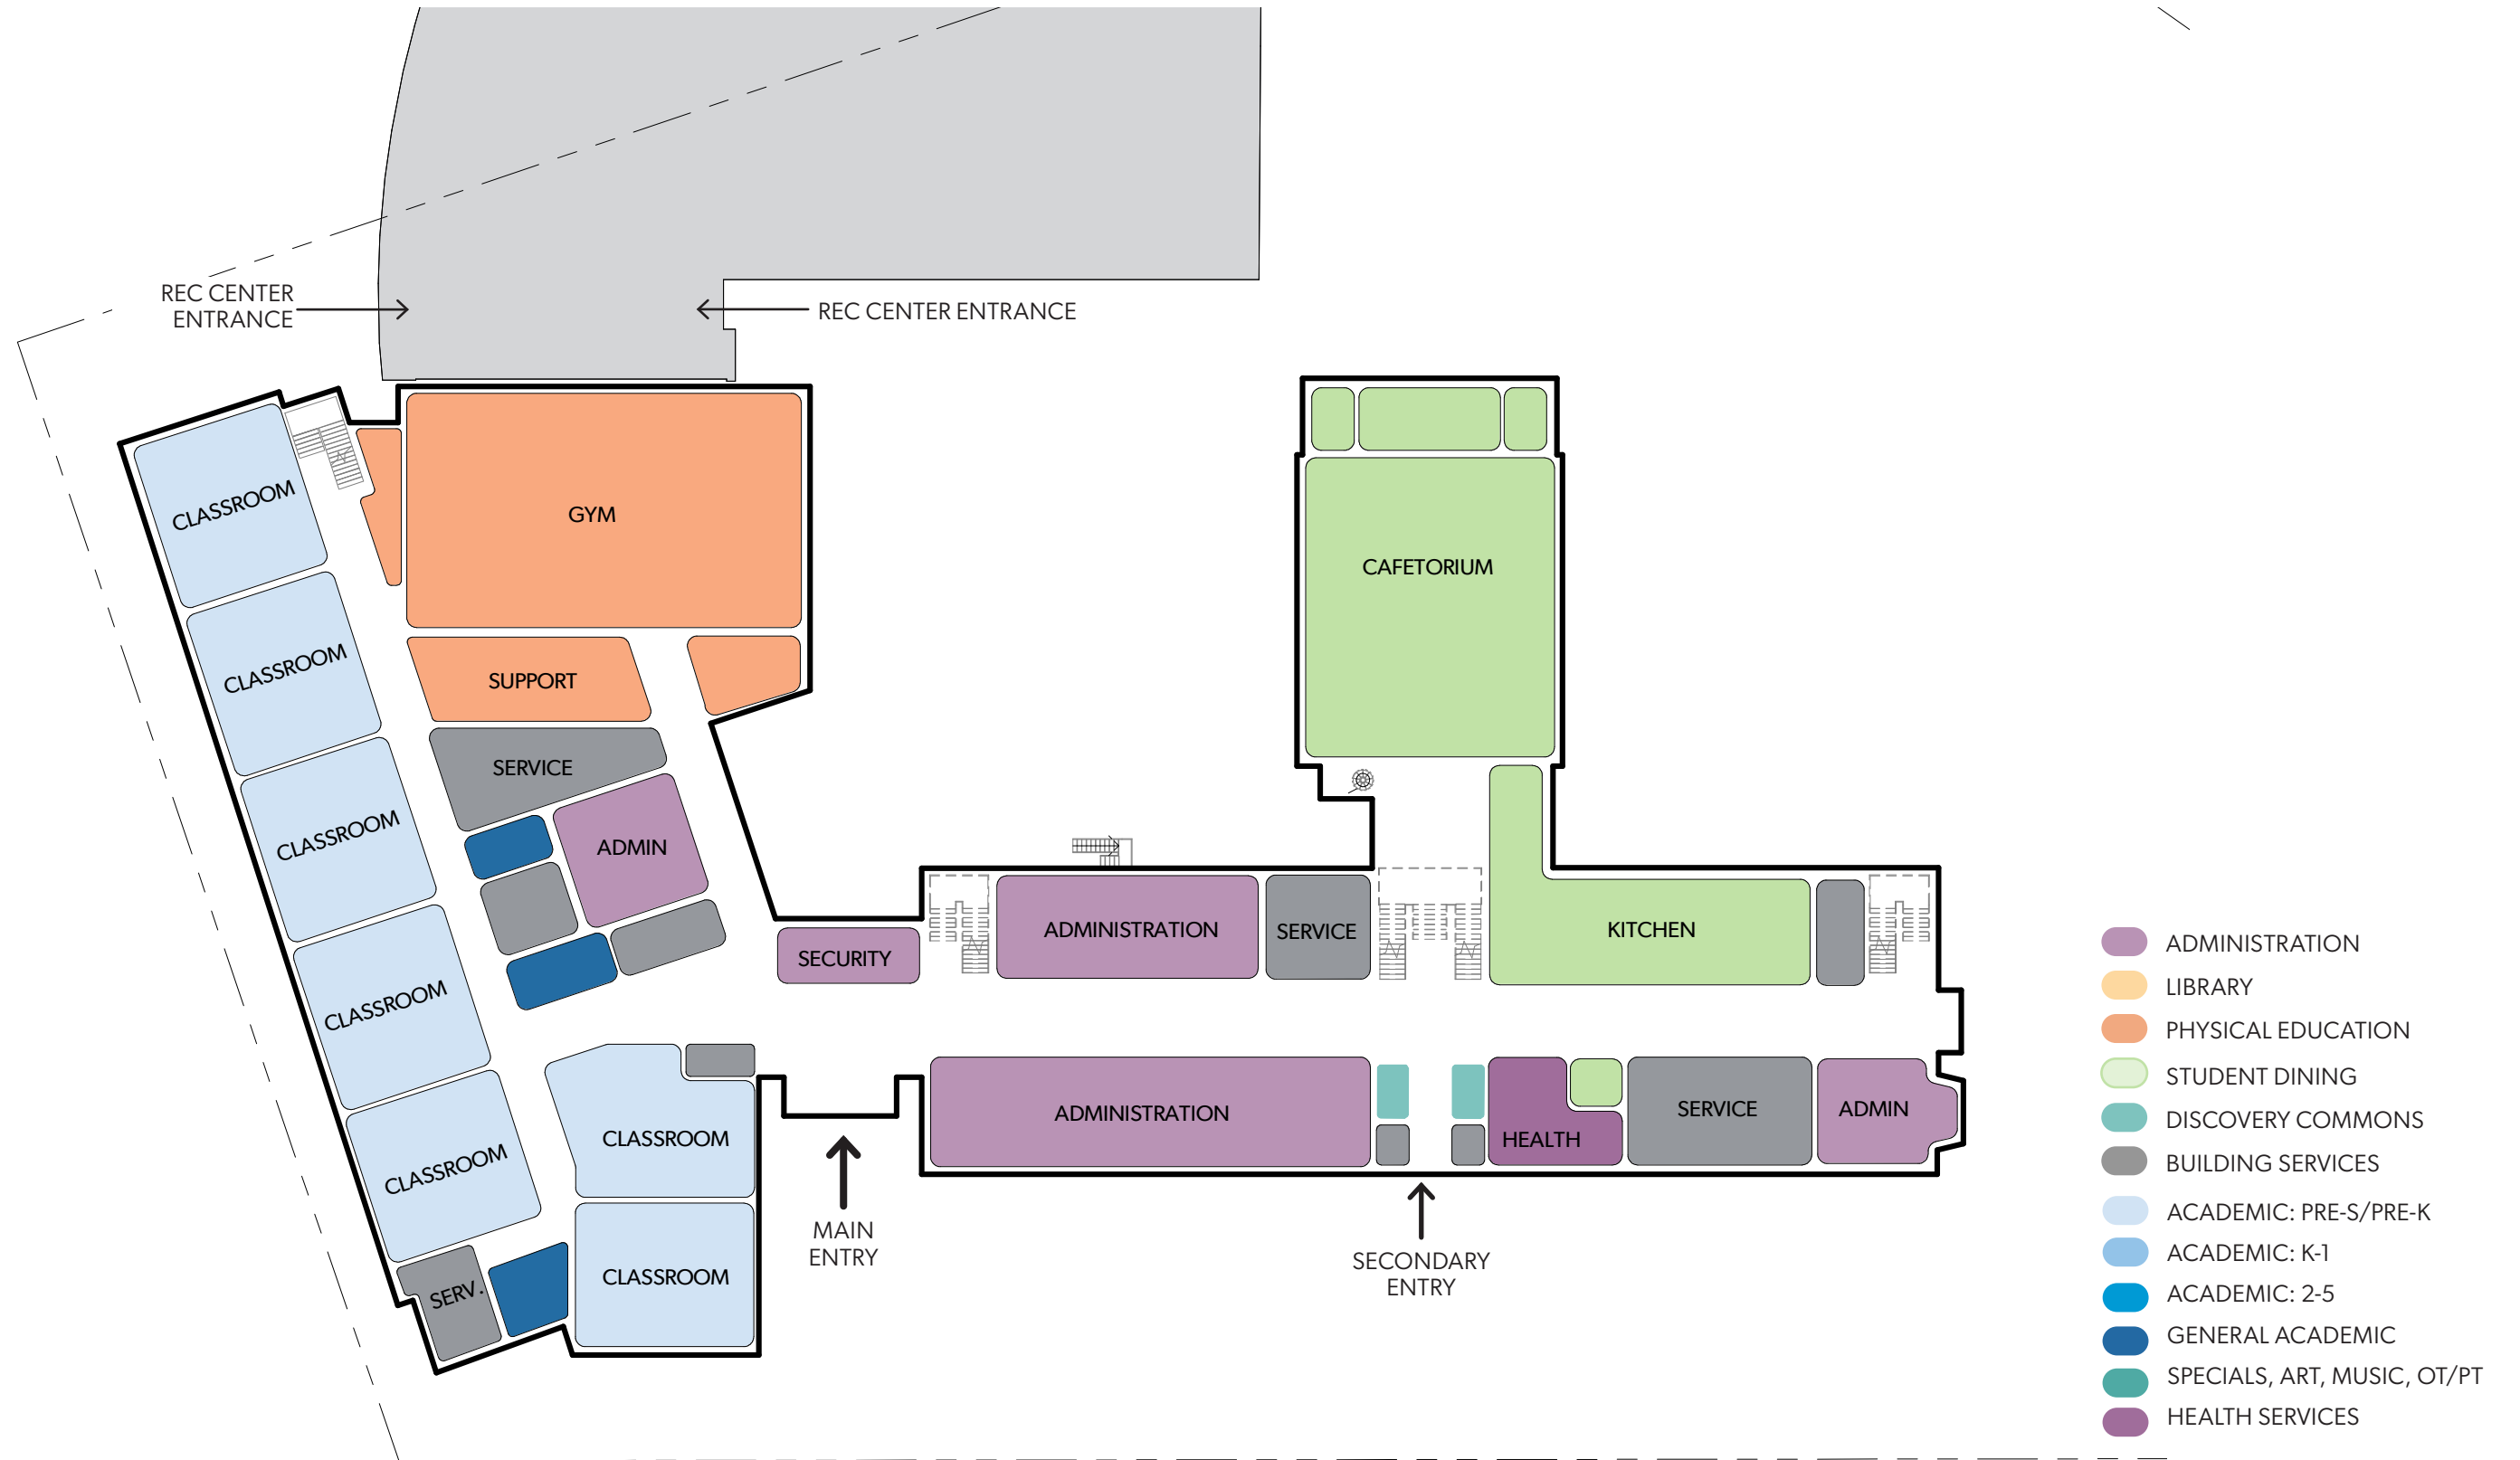 REC CENTER
ENTRANCE
REC CENTER ENTRANCE
CLASSROOM
GYM
CAFETORIUM
CLASSROOM
SUPPORT
SERVICE
CLASSROOM
ADMIN
ADMINISTRATION
SERVICE
KITCHEN
SECURITY
CLASSROOM
ADMINISTRATION
SERVICE
ADMIN
CLASSROOM
HEALTH
CLASSROOM
MAIN
ENTRY
SECONDARY
ENTRY
CLASSROOM
SERV.
ADMINISTRATION
LIBRARY
PHYSICAL EDUCATION
STUDENT DINING
DISCOVERY COMMONS
BUILDING SERVICES
ACADEMIC: PRE-S/PRE-K
ACADEMIC: K-1
ACADEMIC: 2-5
GENERAL ACADEMIC
SPECIALS, ART, MUSIC, OT/PT
HEALTH SERVICES